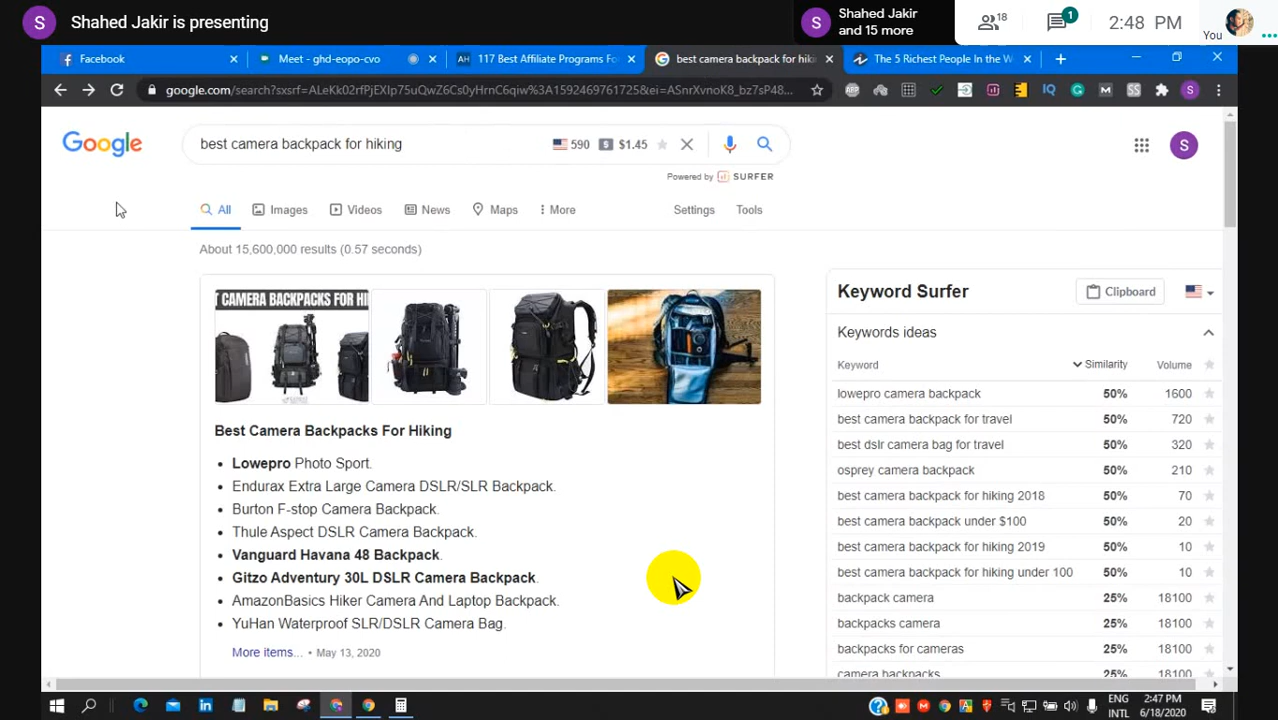 S Shahed Jakir is presenting
S Shahed Jakir and 15 more
18
1
2:48 PM
You
Facebook
Meet - ghd-eopo-cvo
AH 117 Best Affiliate Programs Fo
best camera backpack for hiki
The 5 Richest People In the W
google.com/search?sxsrf=ALeKk02rfPjEXIp75uQwZ6Cs0yHrnC6qiw%3A1592469761725&ei=ASnrXvnoK8_bz7sP48...
Google
best camera backpack for hiking
590 $ $1.45
S
Powered by SURFER
All Images Videos News Maps More Settings Tools
About 15,600,000 results (0.57 seconds)
T CAMERA BACKPACKS FOR HI
Best Camera Backpacks For Hiking
• Lowepro Photo Sport.
• Endurax Extra Large Camera DSLR/SLR Backpack.
• Burton F-stop Camera Backpack.
• Thule Aspect DSLR Camera Backpack.
• Vanguard Havana 48 Backpack.
• Gitzo Adventury 30L DSLR Camera Backpack.
• AmazonBasics Hiker Camera And Laptop Backpack.
• YuHan Waterproof SLR/DSLR Camera Bag.
More items... • May 13, 2020
Keyword Surfer Clipboard
Keywords ideas
Keyword Similarity Volume
lowepro camera backpack 50% 1600
best camera backpack for travel 50% 720
best dslr camera bag for travel 50% 320
osprey camera backpack 50% 210
best camera backpack for hiking 2018 50% 70
best camera backpack under $100 50% 20
best camera backpack for hiking 2019 50% 10
best camera backpack for hiking under 100 50% 10
backpack camera 25% 18100
backpacks camera 25% 18100
backpacks for cameras 25% 18100
camera backpacks 25% 18100
ENG
INTL
2:47 PM
6/18/2020